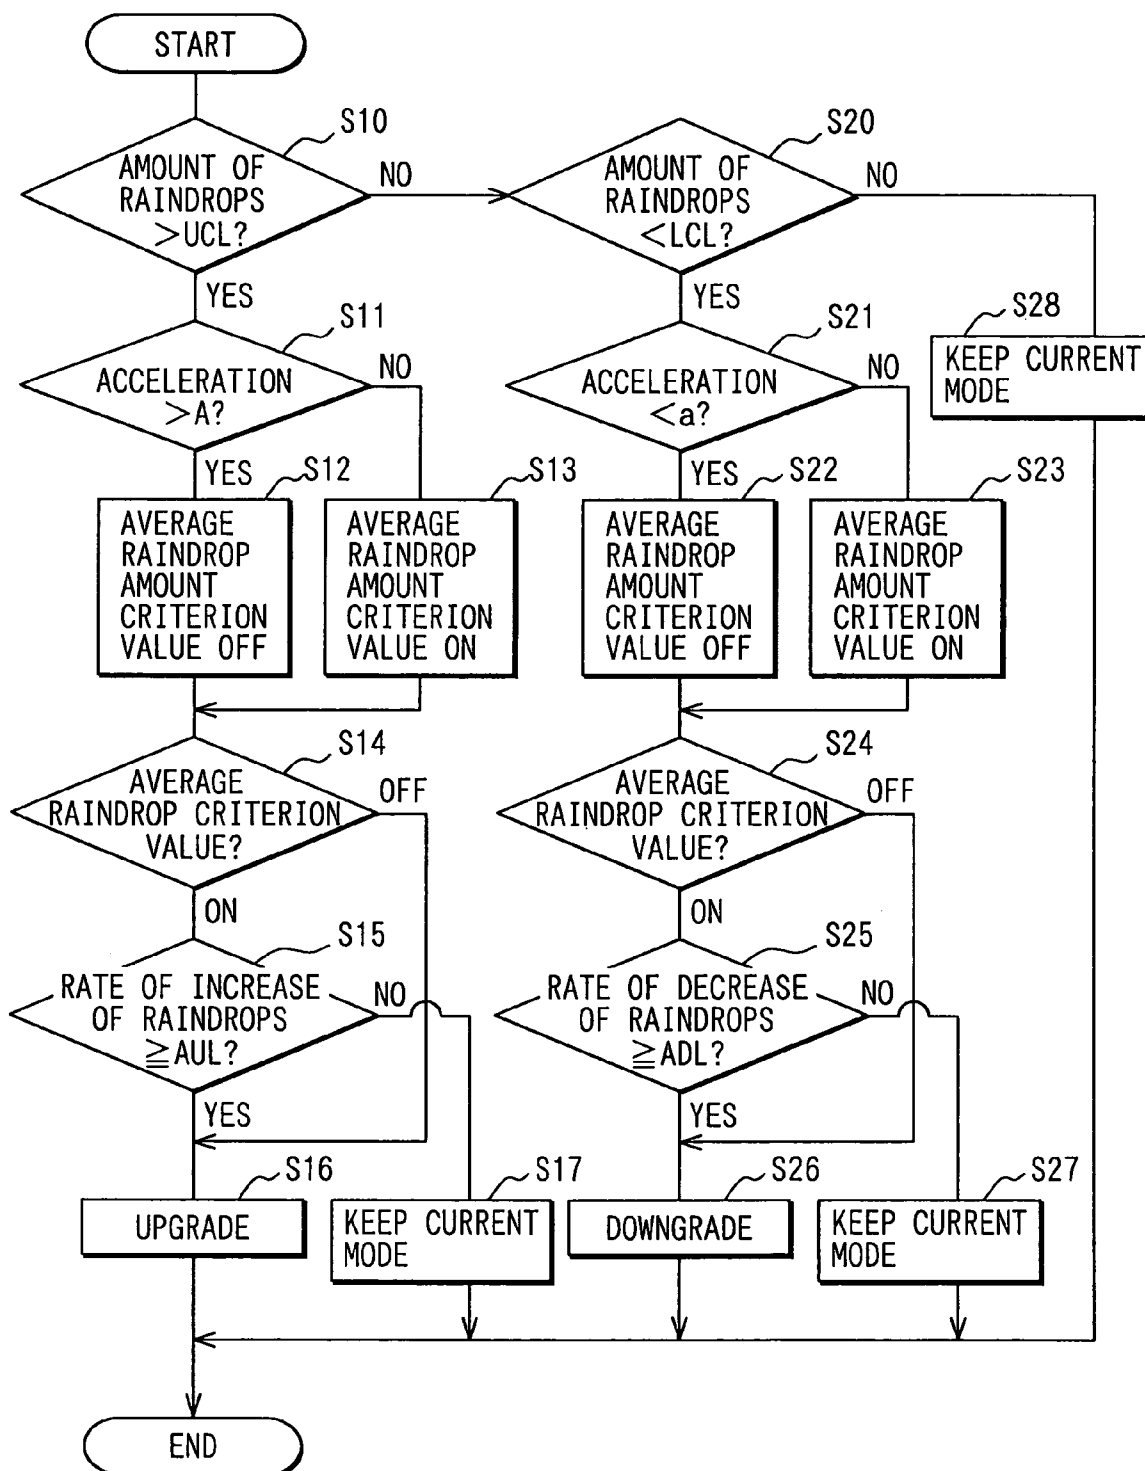 START
S10
AMOUNT OF
RAINDROPS
>UCL?
NO
YES
S20
AMOUNT OF
RAINDROPS
<LCL?
NO
YES
S11
ACCELERATION
>A?
NO
YES
S21
ACCELERATION
<a?
NO
YES
S28
KEEP CURRENT
MODE
S12
AVERAGE
RAINDROP
AMOUNT
CRITERION
VALUE OFF
S13
AVERAGE
RAINDROP
AMOUNT
CRITERION
VALUE ON
S22
AVERAGE
RAINDROP
AMOUNT
CRITERION
VALUE OFF
S23
AVERAGE
RAINDROP
AMOUNT
CRITERION
VALUE ON
S14
AVERAGE
RAINDROP CRITERION
VALUE?
OFF
ON
S24
AVERAGE
RAINDROP CRITERION
VALUE?
OFF
ON
S15
RATE OF INCREASE
OF RAINDROPS
≧AUL?
NO
YES
S25
RATE OF DECREASE
OF RAINDROPS
≧ADL?
NO
YES
S16
UPGRADE
S17
KEEP CURRENT
MODE
S26
DOWNGRADE
S27
KEEP CURRENT
MODE
END